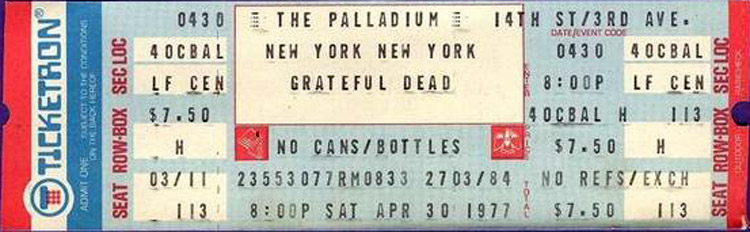 TICKETRON
ADMIT ONE SUBJECT TO THE CONDITIONS
ON THE BACK HEREOF
SEAT ROW-BOX SEC LOC
0430
40CBAL
LF CEN
$7.50
H
03/11
113
THE PALLADIUM 14TH ST/3RD AVE.
NEW YORK NEW YORK
GRATEFUL DEAD
NO CANS/BOTTLES
23553077RM0833 2703/84
8:00P SAT APR 30 1977
DATE/EVENT CODE
0430 40CBAL
8:00P LF CEN
40CBAL H 113
$7.50 H
NO REFS/EXCH
$7.50 113
TOTAL
SEAT ROW-BOX SEC LOC
RAINCHECK
OUTDOOR